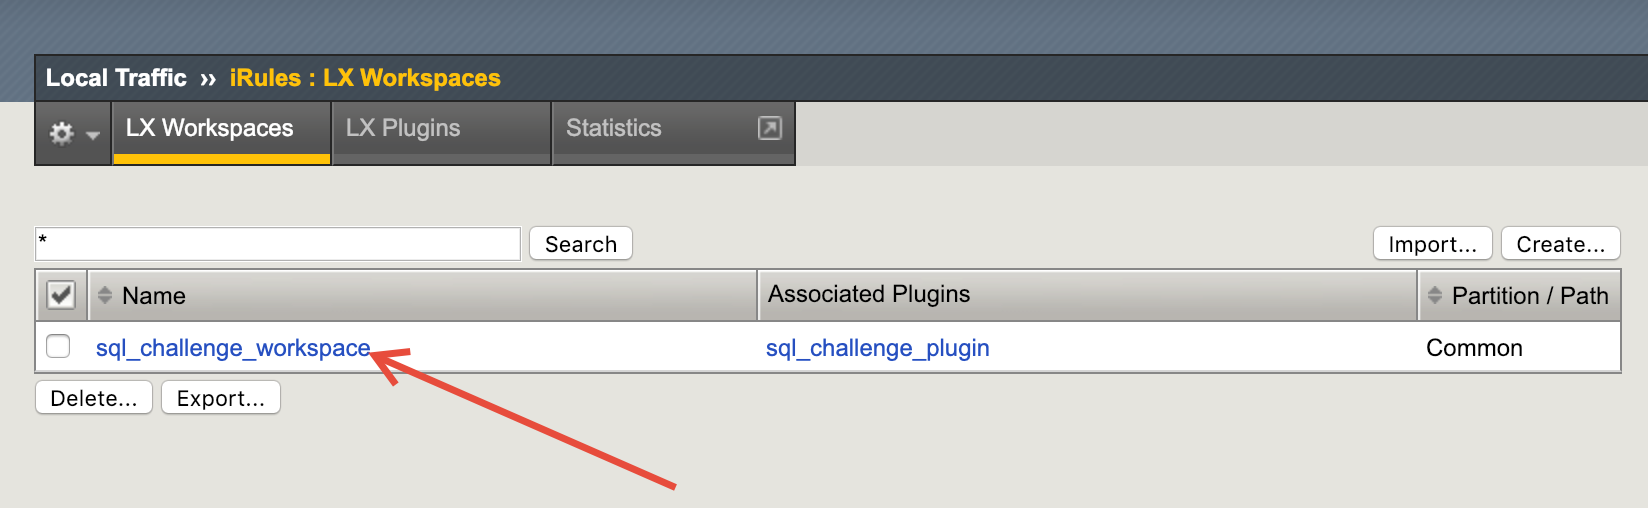 Local Traffic ›› iRules : LX Workspaces
LX Workspaces LX Plugins Statistics
* Search Import... Create...
Name Associated Plugins Partition / Path
sql_challenge_workspace sql_challenge_plugin Common
Delete... Export...